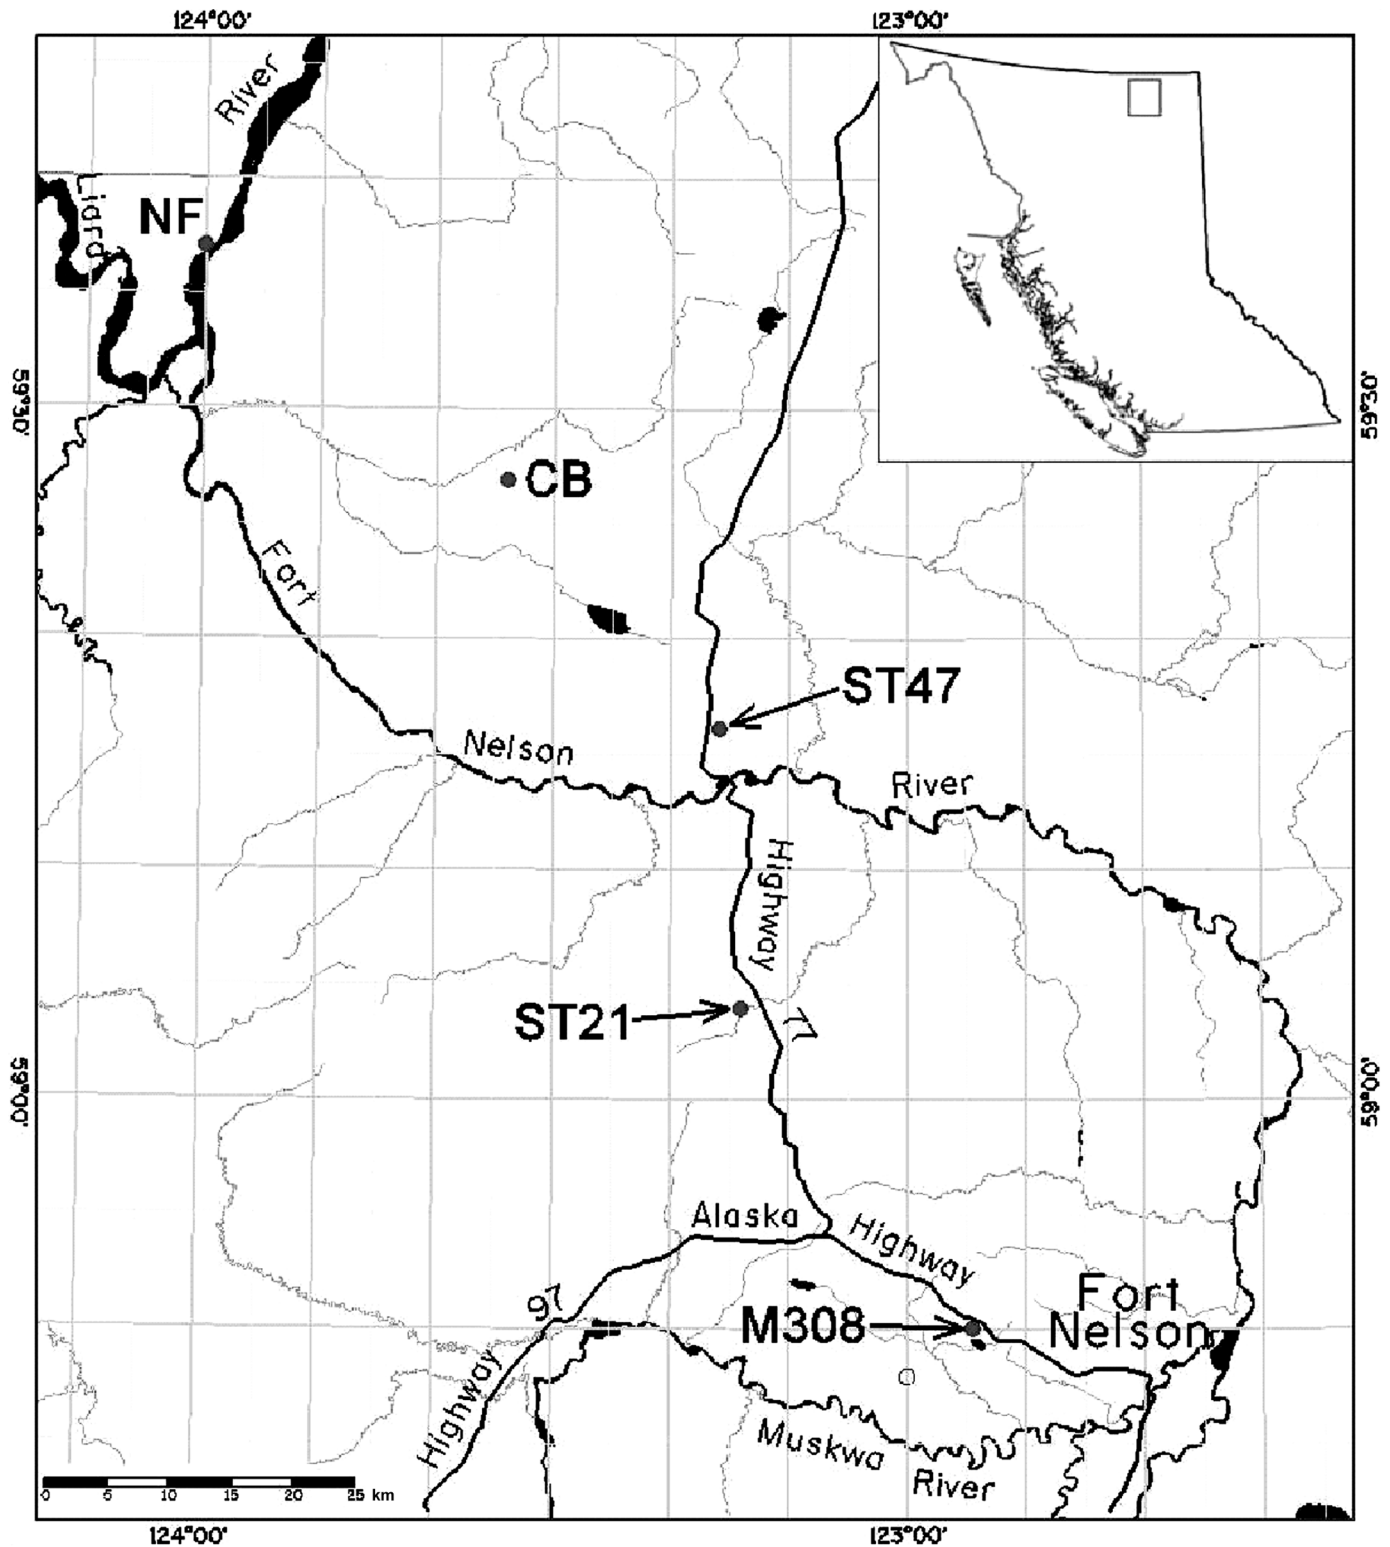 124°00'
123°00'
River
Liard
NF
59°30'
59°30'
CB
Fort
ST47
Nelson
River
Highway
77
ST21
59°00'
59°00'
Alaska
Highway
97
Fort
Nelson
M308
Highway
Muskwa
River
0 5 10 15 20 25 km
124°00'
123°00'